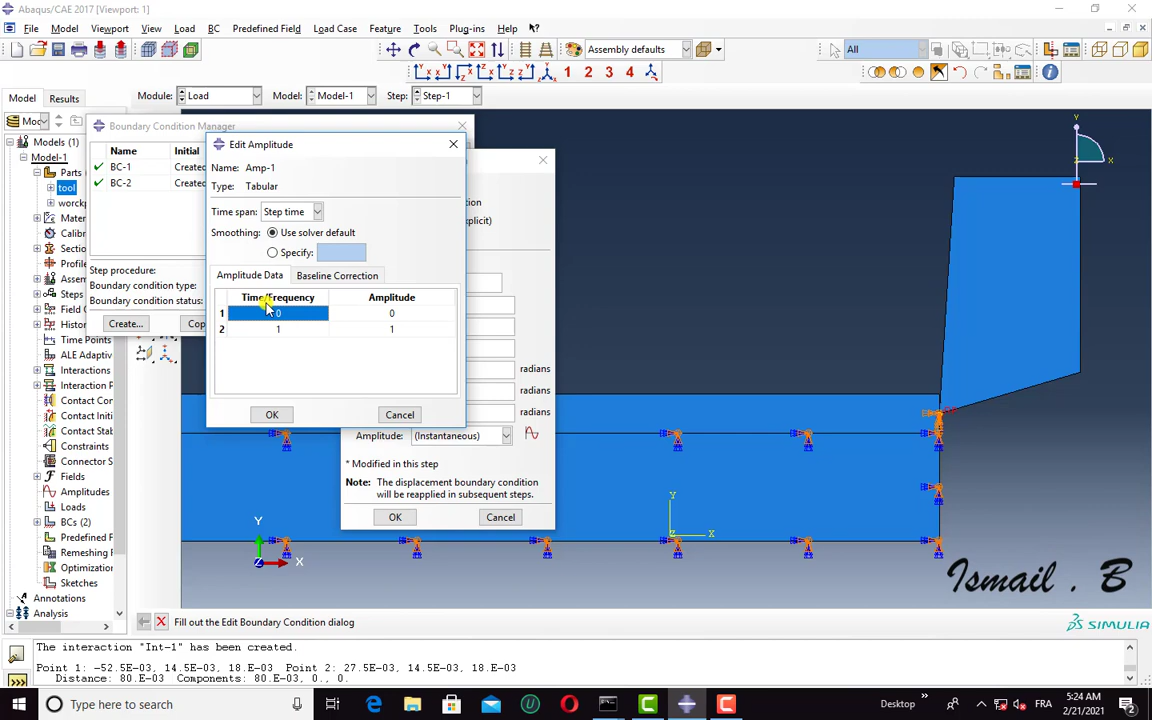 Abaqus/CAE 2017 [Viewport: 1]
File Model Viewport View Load BC Predefined Field Load Case Feature Tools Plug-ins Help
Assembly defaults All
1 2 3 4
Model Results Module: Load Model: Model-1 Step: Step-1
Boundary Condition Manager
Name Initial
BC-1 Created
BC-2 Created
Step procedure:
Boundary condition type:
Boundary condition status:
Create... Cop
Models (1)
Model-1
Parts
tool
worckp
Mater
Calibr
Sectio
Profile
Assem
Steps
Field O
Histor
Time Points
ALE Adaptiv
Interactions
Interaction P
Contact Con
Contact Initi
Constraints
Connector S
Fields
Amplitudes
Loads
BCs (2)
Predefined F
Remeshing R
Optimization
Sketches
Annotations
Analysis
Edit Amplitude
Name: Amp-1
Type: Tabular
Time span: Step time
Smoothing: Use solver default
Specify:
Amplitude Data Baseline Correction
Time/Frequency Amplitude
1 0 0
2 1 1
OK Cancel
radians
radians
radians
Amplitude: (Instantaneous)
* Modified in this step
Note: The displacement boundary condition
will be reapplied in subsequent steps.
OK Cancel
Y
X
Y
X
Z
Y
X
Ismail . B
Fill out the Edit Boundary Condition dialog
SIMULIA
The interaction "Int-1" has been created.
Point 1: -52.5E-03, 14.5E-03, 18.E-03 Point 2: 27.5E-03, 14.5E-03, 18.E-03
Distance: 80.E-03 Components: 80.E-03, 0., 0.
Type here to search
Desktop
FRA
5:24 AM
2/21/2021